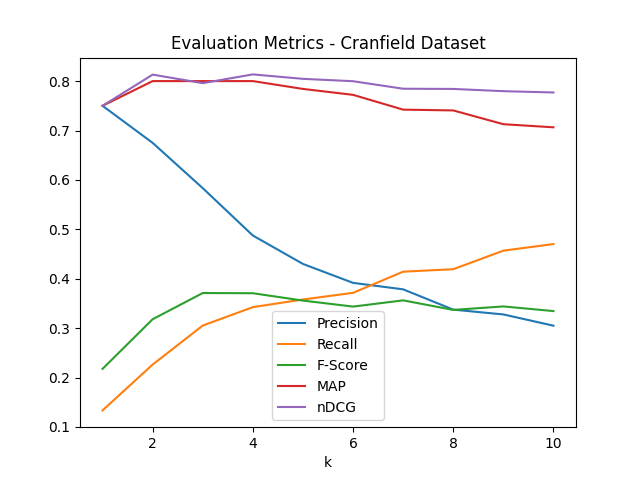 Evaluation Metrics - Cranfield Dataset
0.8
0.7
0.6
0.5
0.4
0.3
0.2
0.1
Precision
Recall
F-Score
MAP
nDCG
2 4 6 8 10
k